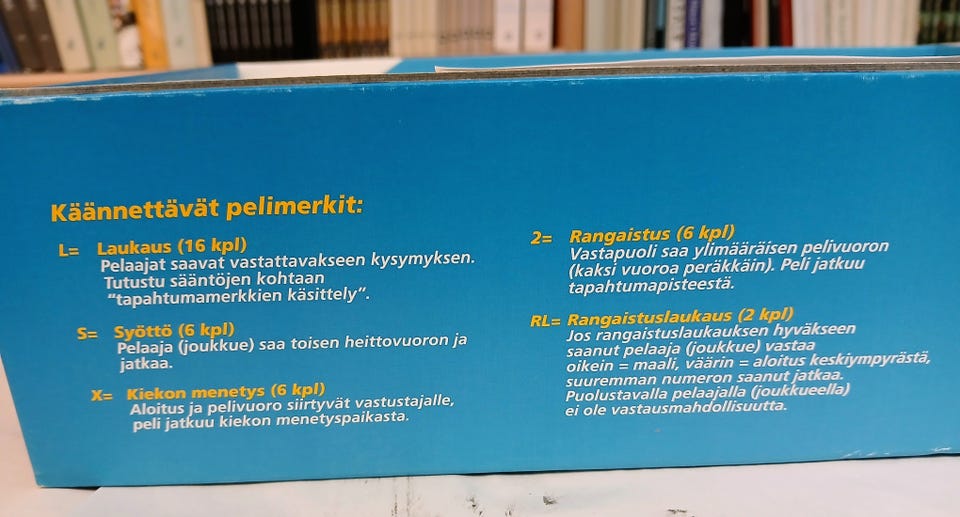 Käännettävät pelimerkit:
L= Laukaus (16 kpl)
Pelaajat saavat vastattavakseen kysymyksen.
Tutustu sääntöjen kohtaan
"tapahtumamerkkien käsittely".
S= Syöttö (6 kpl)
Pelaaja (joukkue) saa toisen heittovuoron ja
jatkaa.
X= Kiekon menetys (6 kpl)
Aloitus ja pelivuoro siirtyvät vastustajalle,
peli jatkuu kiekon menetyspaikasta.
2= Rangaistus (6 kpl)
Vastapuoli saa ylimääräisen pelivuoron
(kaksi vuoroa peräkkäin). Peli jatkuu
tapahtumapisteestä.
RL= Rangaistuslaukaus (2 kpl)
Jos rangaistuslaukauksen hyväkseen
saanut pelaaja (joukkue) vastaa
oikein = maali, väärin = aloitus keskiympyrästä,
suuremman numeron saanut jatkaa.
Puolustavalla pelaajalla (joukkueella)
ei ole vastausmahdollisuutta.